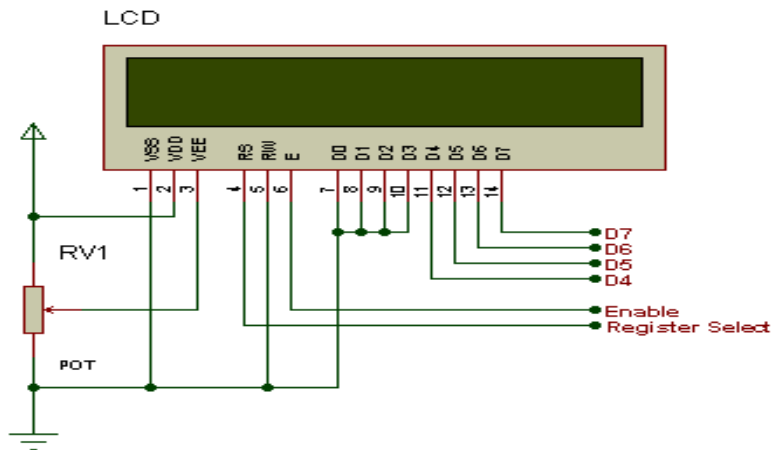 LCD
VSS VDD VEE RS RW E D0 D1 D2 D3 D4 D5 D6 D7
1 2 3 4 5 6 7 8 9 10 11 12 13 14
D7
D6
D5
D4
RV1
Enable
Register Select
POT